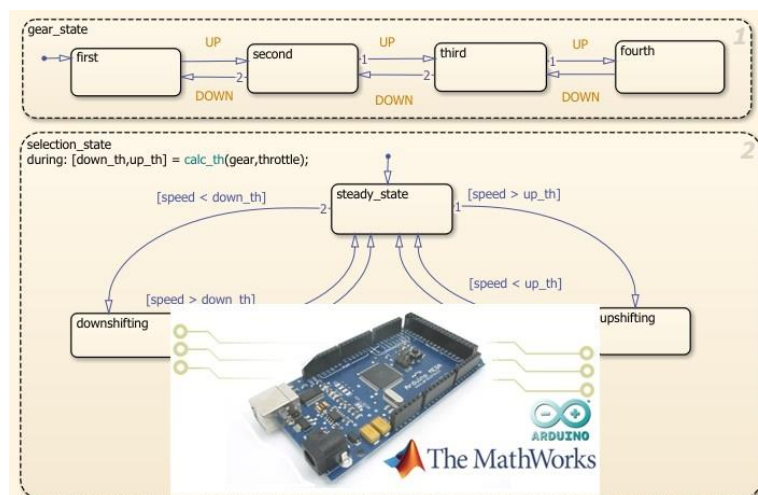 gear_state
1
first
UP
second
1
UP
third
1
UP
fourth
2
2
DOWN
DOWN
DOWN
selection_state
2
during: [down_th,up_th] = calc_th(gear,throttle);
[speed < down_th]
steady_state
[speed > up_th]
2
1
[speed > down_th]
[speed < up_th]
downshifting
upshifting
Arduino MEGA
ARDUINO
The MathWorks